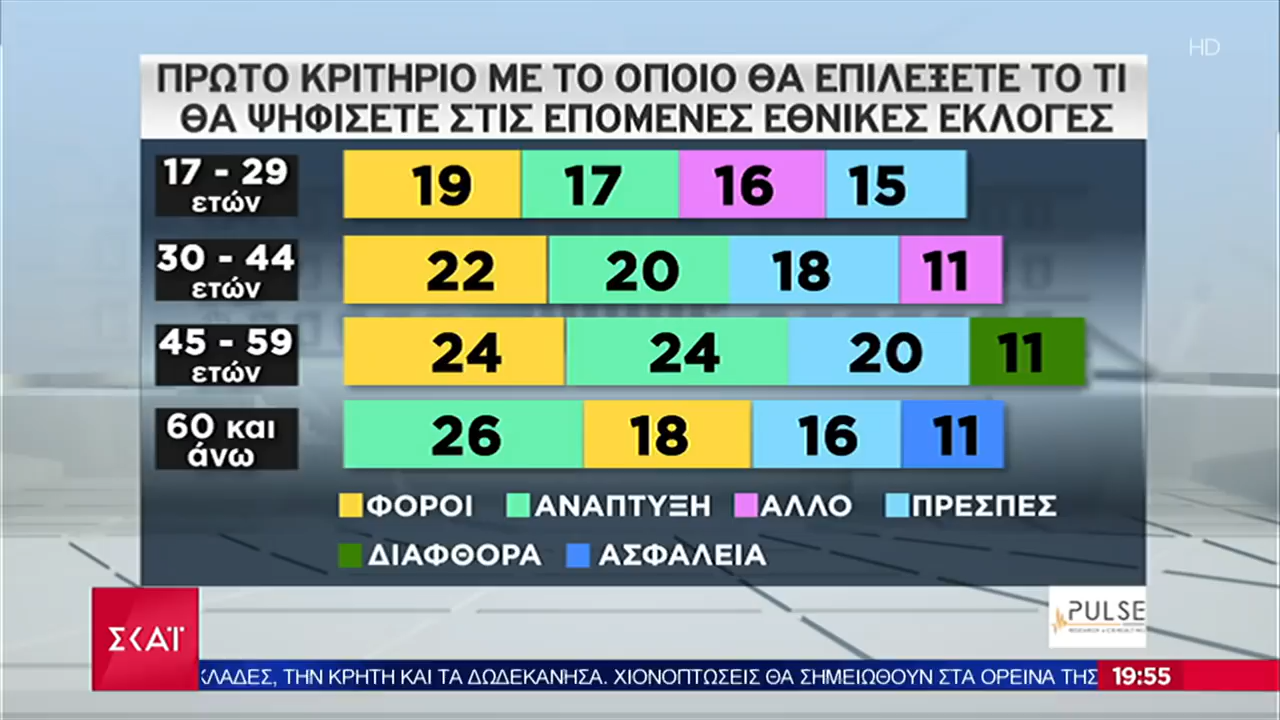 HD
ΠΡΩΤΟ ΚΡΙΤΗΡΙΟ ΜΕ ΤΟ ΟΠΟΙΟ ΘΑ ΕΠΙΛΕΞΕΤΕ ΤΟ ΤΙ
ΘΑ ΨΗΦΙΣΕΤΕ ΣΤΙΣ ΕΠΟΜΕΝΕΣ ΕΘΝΙΚΕΣ ΕΚΛΟΓΕΣ
17 - 29
ετών
19 17 16 15
30 - 44
ετών
22 20 18 11
45 - 59
ετών
24 24 20 11
60 και
άνω
26 18 16 11
ΦΟΡΟΙ ΑΝΑΠΤΥΞΗ ΑΛΛΟ ΠΡΕΣΠΕΣ
ΔΙΑΦΘΟΡΑ ΑΣΦΑΛΕΙΑ
PULSE
ΣΚΑΪ
ΚΛΑΔΕΣ, ΤΗΝ ΚΡΗΤΗ ΚΑΙ ΤΑ ΔΩΔΕΚΑΝΗΣΑ. ΧΙΟΝΟΠΤΩΣΕΙΣ ΘΑ ΣΗΜΕΙΩΘΟΥΝ ΣΤΑ ΟΡΕΙΝΑ ΤΗΣ 19:55